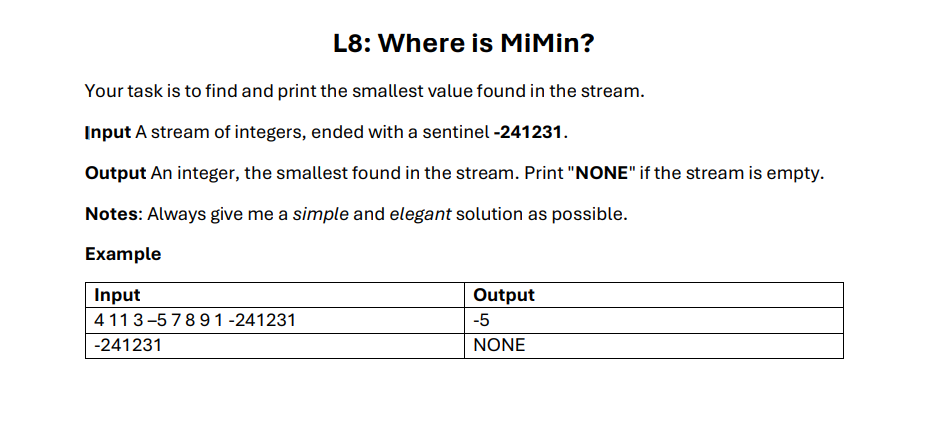 L8: Where is MiMin?
Your task is to find and print the smallest value found in the stream.
Input A stream of integers, ended with a sentinel -241231.
Output An integer, the smallest found in the stream. Print "NONE" if the stream is empty.
Notes: Always give me a simple and elegant solution as possible.
Example
Input Output
4 11 3 –5 7 8 9 1 -241231 -5
-241231 NONE